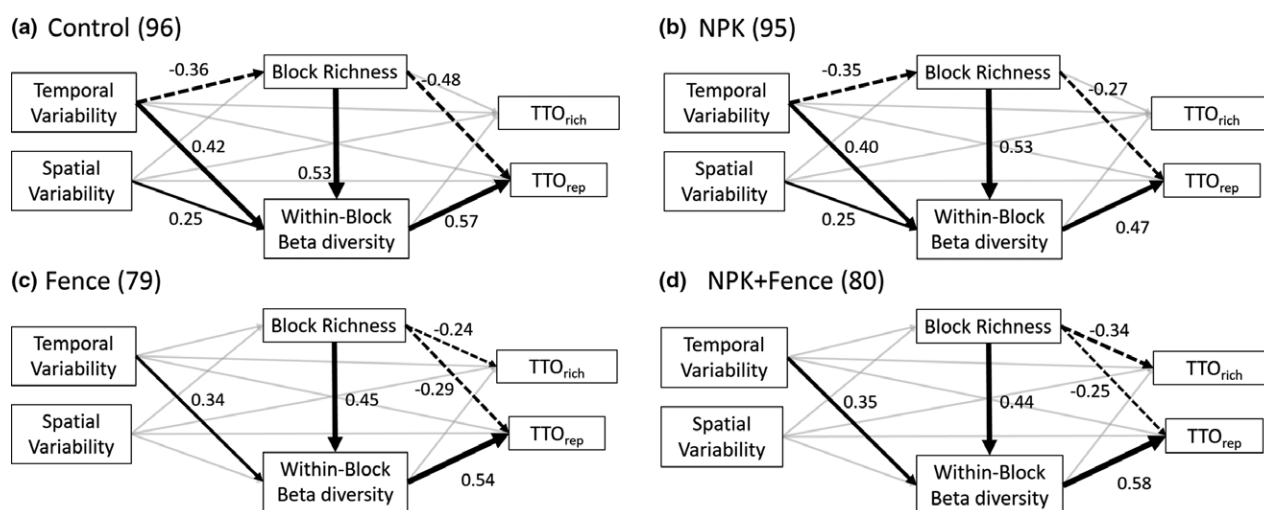 (a) Control (96)
Temporal
Variability
Spatial
Variability
Block Richness
Within-Block
Beta diversity
TTOrich
TTOrep
-0.36
-0.48
0.42
0.53
0.25
0.57
(b) NPK (95)
Temporal
Variability
Spatial
Variability
Block Richness
Within-Block
Beta diversity
TTOrich
TTOrep
-0.35
-0.27
0.40
0.53
0.25
0.47
(c) Fence (79)
Temporal
Variability
Spatial
Variability
Block Richness
Within-Block
Beta diversity
TTOrich
TTOrep
-0.24
-0.29
0.34
0.45
0.54
(d) NPK+Fence (80)
Temporal
Variability
Spatial
Variability
Block Richness
Within-Block
Beta diversity
TTOrich
TTOrep
-0.34
-0.25
0.35
0.44
0.58